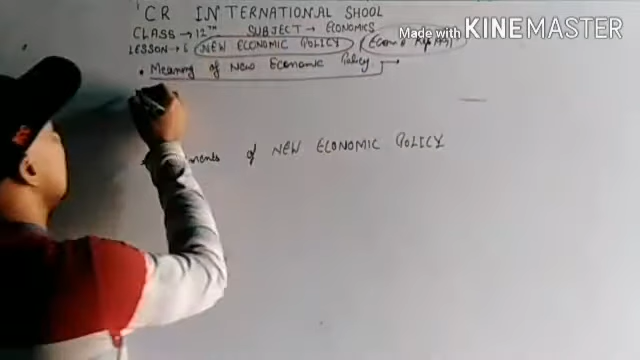 CR INTERNATIONAL SHOOL
Made with KINEMASTER
CLASS → 12TH SUBJECT → ECONOMICS
LESSON → 6 NEW ECONOMIC POLICY 1991
• Meaning of New Economic Policy
of NEW ECONOMIC POLICY